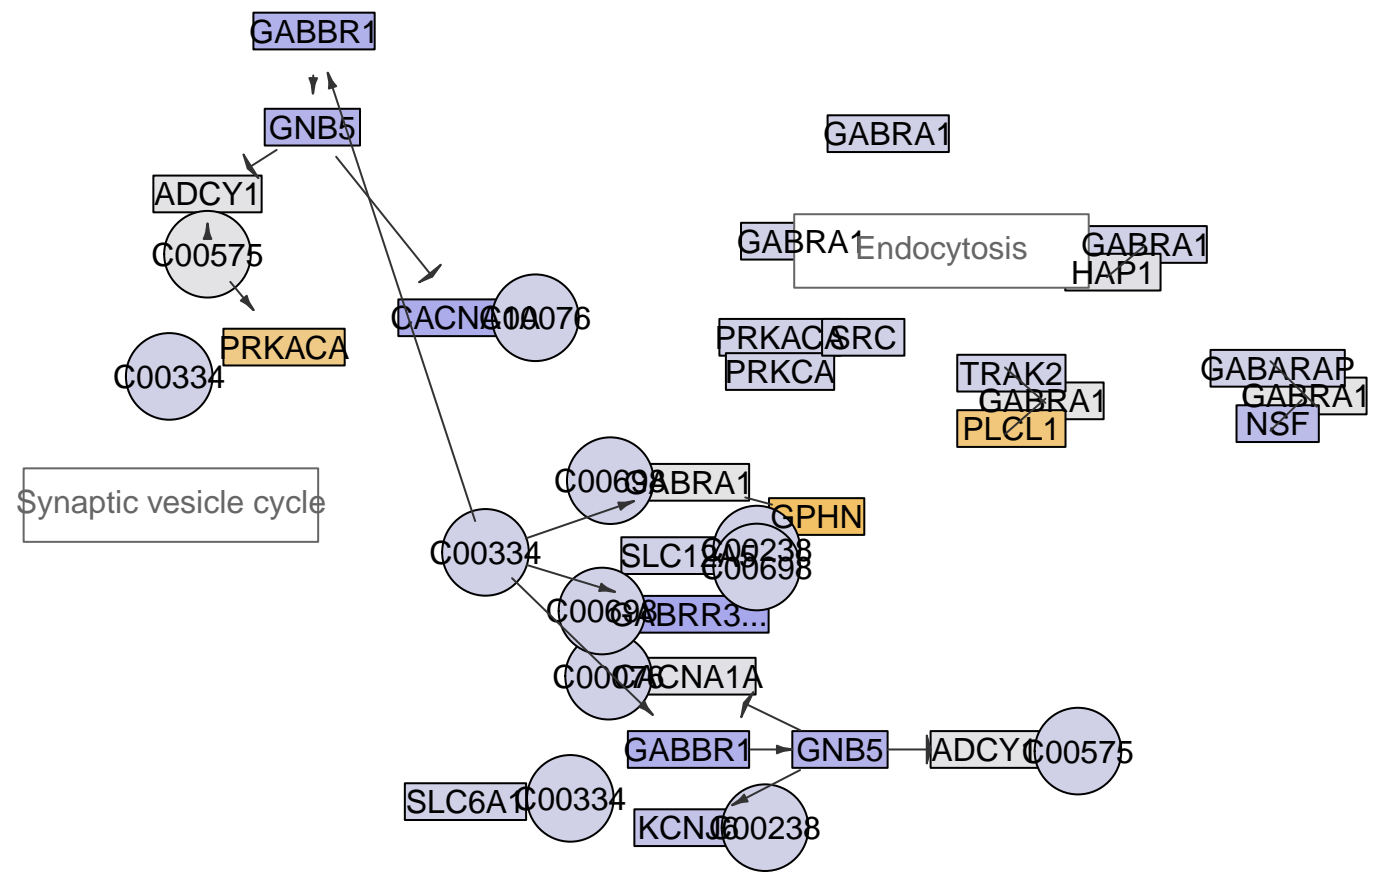 GABBR1
GNB5
GABRA1
ADCY1
C00575
GABRA1
Endocytosis
GABRA1
HAP1
CACNA1A
C00076
PRKACA
C00334
PRKACA
SRC
PRKCA
TRAK2
GABRA1
PLCL1
GABARAP
GABRA1
NSF
Synaptic vesicle cycle
C00698
GABRA1
GPHN
C00334
SLC12A5
C00238
C00698
C00698
GABRR3...
C00076
CACNA1A
GABBR1
GNB5
ADCY1
C00575
SLC6A1
C00334
KCNJ6
C00238